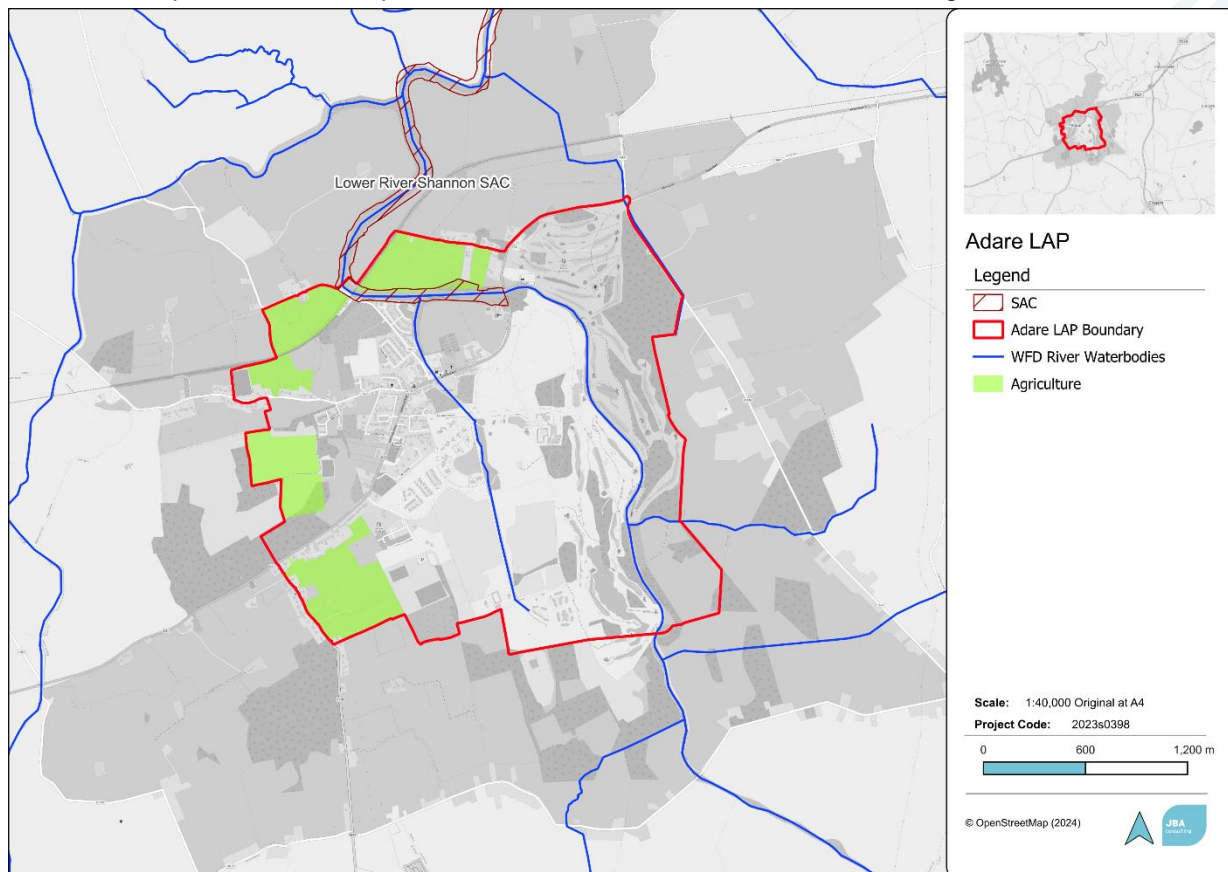 Lower River Shannon SAC
Adare LAP
Legend
SAC
Adare LAP Boundary
WFD River Waterbodies
Agriculture
Scale: 1:40,000 Original at A4
Project Code: 2023s0398
0 600 1,200 m
© OpenStreetMap (2024)
JBA
consulting